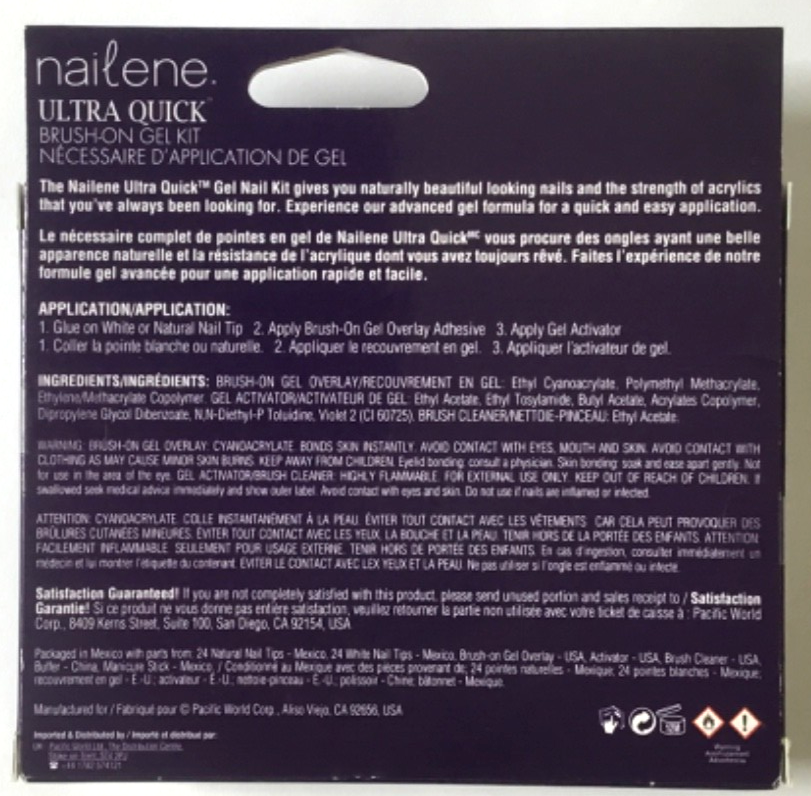 nailene.
ULTRA QUICK™
BRUSH-ON GEL KIT
NÉCESSAIRE D'APPLICATION DE GEL
The Nailene Ultra Quick™ Gel Nail Kit gives you naturally beautiful looking nails and the strength of acrylics
that you've always been looking for. Experience our advanced gel formula for a quick and easy application.
Le nécessaire complet de pointes en gel de Nailene Ultra Quickᴹᶜ vous procure des ongles ayant une belle
apparence naturelle et la résistance de l'acrylique dont vous avez toujours rêvé. Faites l'expérience de notre
formule gel avancée pour une application rapide et facile.
APPLICATION/APPLICATION:
1. Glue on White or Natural Nail Tip 2. Apply Brush-On Gel Overlay Adhesive 3. Apply Gel Activator
1. Coller la pointe blanche ou naturelle. 2. Appliquer le recouvrement en gel. 3. Appliquer l'activateur de gel.
INGREDIENTS/INGRÉDIENTS: BRUSH-ON GEL OVERLAY/RECOUVREMENT EN GEL: Ethyl Cyanoacrylate, Polymethyl Methacrylate,
Ethylene/Methacrylate Copolymer. GEL ACTIVATOR/ACTIVATEUR DE GEL: Ethyl Acetate, Ethyl Tosylamide, Butyl Acetate, Acrylates Copolymer,
Dipropylene Glycol Dibenzoate, N,N-Diethyl-P Toluidine, Violet 2 (CI 60725). BRUSH CLEANER/NETTOIE-PINCEAU: Ethyl Acetate.
WARNING: BRUSH-ON GEL OVERLAY: CYANOACRYLATE BONDS SKIN INSTANTLY. AVOID CONTACT WITH EYES, MOUTH AND SKIN. AVOID CONTACT WITH
CLOTHING AS MAY CAUSE MINOR SKIN BURNS. KEEP AWAY FROM CHILDREN. Eyelid bonding: consult a physician. Skin bonding: soak and ease apart gently. Not
for use in the area of the eye. GEL ACTIVATOR/BRUSH CLEANER: HIGHLY FLAMMABLE. FOR EXTERNAL USE ONLY. KEEP OUT OF REACH OF CHILDREN. If
swallowed seek medical advice immediately and show outer label. Avoid contact with eyes and skin. Do not use if nails are inflamed or infected.
ATTENTION: CYANOACRYLATE. COLLE INSTANTANÉMENT À LA PEAU. ÉVITER TOUT CONTACT AVEC LES VÊTEMENTS CAR CELA PEUT PROVOQUER DES
BRÛLURES CUTANÉES MINEURES. ÉVITER TOUT CONTACT AVEC LES YEUX, LA BOUCHE ET LA PEAU. TENIR HORS DE LA PORTÉE DES ENFANTS. ATTENTION:
FACILEMENT INFLAMMABLE. SEULEMENT POUR USAGE EXTERNE. TENIR HORS DE PORTÉE DES ENFANTS. En cas d'ingestion, consulter immédiatement un
médecin et lui montrer l'étiquette du contenant. ÉVITER LE CONTACT AVEC LEX YEUX ET LA PEAU. Ne pas utiliser si l'ongle est enflammé ou infecté.
Satisfaction Guaranteed! If you are not completely satisfied with this product, please send unused portion and sales receipt to / Satisfaction
Garantie! Si ce produit ne vous donne pas entière satisfaction, veuillez retourner la partie non utilisée avec votre ticket de caisse à : Pacific World
Corp., 8409 Kerns Street, Suite 100, San Diego, CA 92154, USA
Packaged in Mexico with parts from: 24 Natural Nail Tips - Mexico, 24 White Nail Tips - Mexico, Brush-on Gel Overlay - USA, Activator - USA, Brush Cleaner - USA,
Buffer - China, Manicure Stick - Mexico. / Conditionné au Mexique avec des pièces provenant de; 24 pointes naturelles - Mexique; 24 pointes blanches - Mexique;
recouvrement en gel - É.-U.; activateur - É.-U.; nettoie-pinceau - É.-U.; polissoir - Chine; bâtonnet - Mexique.
Manufactured for / Fabriqué pour © Pacific World Corp., Aliso Viejo, CA 92656, USA
Imported & Distributed by / Importé et distribué par:
UK Pacific World Ltd, The Distribution Centre,
Stoke on Trent,
12M
Warning
Avertissement
Advertencia